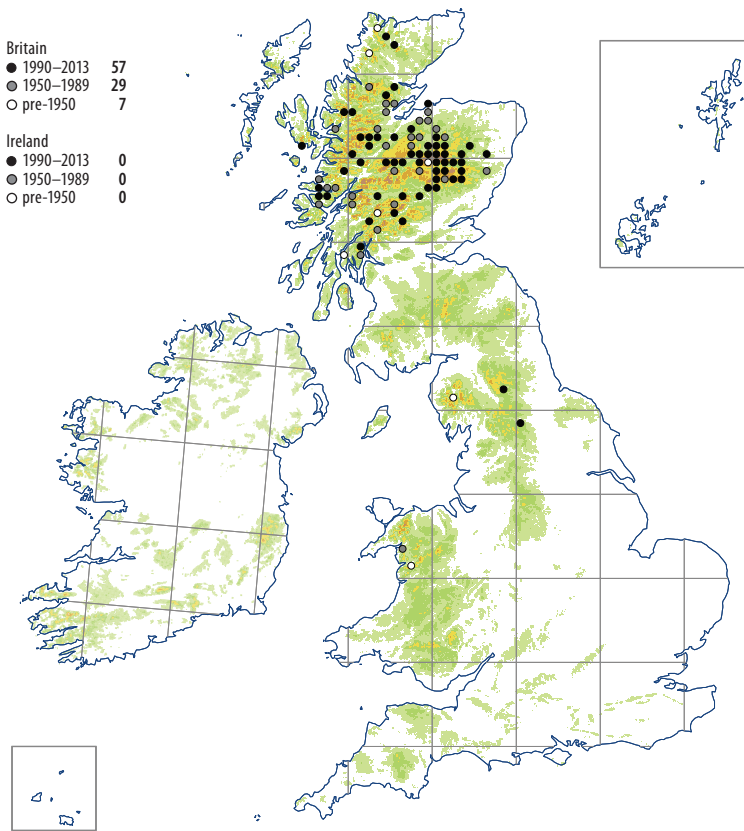 Britain
● 1990–2013 57
● 1950–1989 29
○ pre-1950 7
Ireland
● 1990–2013 0
● 1950–1989 0
○ pre-1950 0